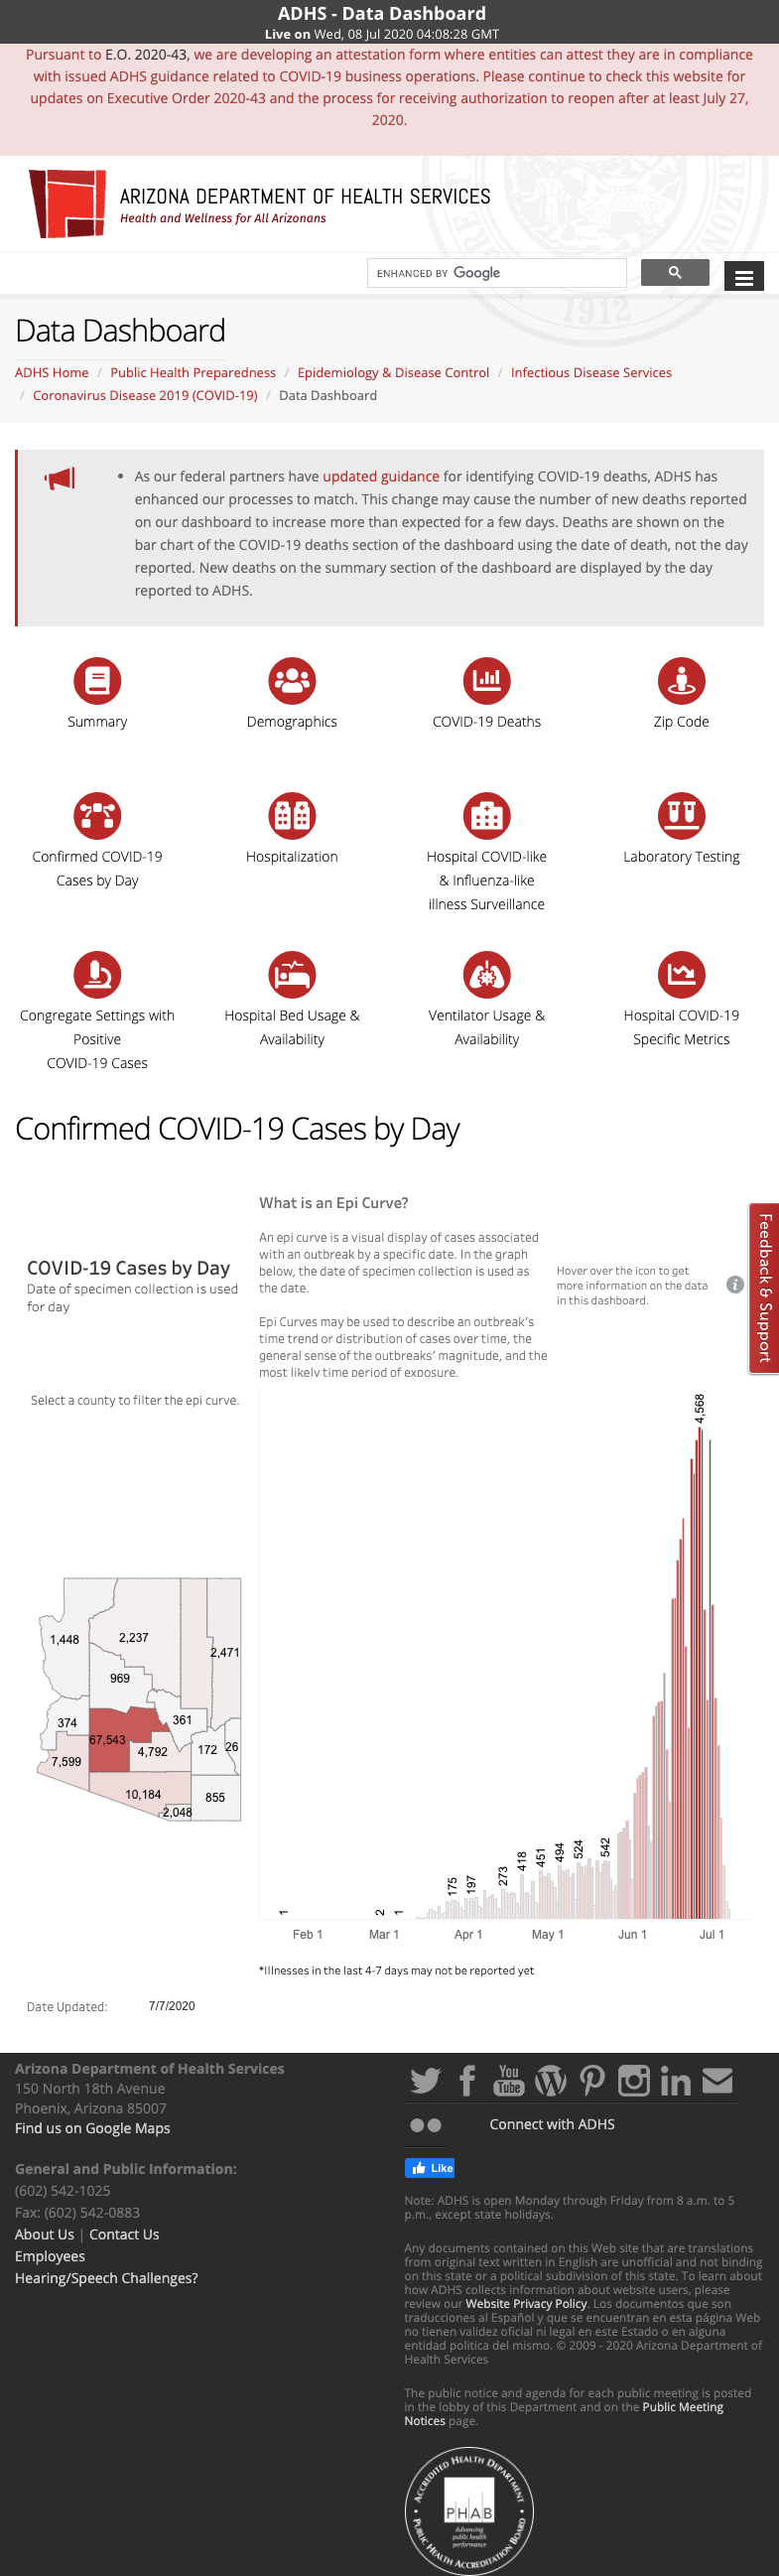 ADHS - Data Dashboard
Live on Wed, 08 Jul 2020 04:08:28 GMT
Pursuant to E.O. 2020-43, we are developing an attestation form where entities can attest they are in compliance
with issued ADHS guidance related to COVID-19 business operations. Please continue to check this website for
updates on Executive Order 2020-43 and the process for receiving authorization to reopen after at least July 27,
2020.
ARIZONA DEPARTMENT OF HEALTH SERVICES
Health and Wellness for All Arizonans
ARIZONA
1912
ENHANCED BY Google
Data Dashboard
ADHS Home / Public Health Preparedness / Epidemiology & Disease Control / Infectious Disease Services
/ Coronavirus Disease 2019 (COVID-19) / Data Dashboard
• As our federal partners have updated guidance for identifying COVID-19 deaths, ADHS has
enhanced our processes to match. This change may cause the number of new deaths reported
on our dashboard to increase more than expected for a few days. Deaths are shown on the
bar chart of the COVID-19 deaths section of the dashboard using the date of death, not the day
reported. New deaths on the summary section of the dashboard are displayed by the day
reported to ADHS.
Summary
Demographics
COVID-19 Deaths
Zip Code
Confirmed COVID-19
Cases by Day
Hospitalization
Hospital COVID-like
& Influenza-like
illness Surveillance
Laboratory Testing
Congregate Settings with
Positive
COVID-19 Cases
Hospital Bed Usage &
Availability
Ventilator Usage &
Availability
Hospital COVID-19
Specific Metrics
Confirmed COVID-19 Cases by Day
COVID-19 Cases by Day
Date of specimen collection is used
for day
What is an Epi Curve?
An epi curve is a visual display of cases associated
with an outbreak by a specific date. In the graph
below, the date of specimen collection is used as
the date.
Epi Curves may be used to describe an outbreak's
time trend or distribution of cases over time, the
general sense of the outbreaks' magnitude, and the
most likely time period of exposure.
Hover over the icon to get
more information on the data
in this dashboard.
Feedback & Support
Select a county to filter the epi curve.
1,448
2,237
2,471
969
374
361
67,543
4,792
172
26
7,599
10,184
855
2,048
1
2
1
175
197
273
418
451
494
524
542
4,568
Feb 1
Mar 1
Apr 1
May 1
Jun 1
Jul 1
*Illnesses in the last 4-7 days may not be reported yet
Date Updated: 7/7/2020
Arizona Department of Health Services
150 North 18th Avenue
Phoenix, Arizona 85007
Find us on Google Maps
General and Public Information:
(602) 542-1025
Fax: (602) 542-0883
About Us | Contact Us
Employees
Hearing/Speech Challenges?
You
Tube
Connect with ADHS
Like
Note: ADHS is open Monday through Friday from 8 a.m. to 5
p.m., except state holidays.
Any documents contained on this Web site that are translations
from original text written in English are unofficial and not binding
on this state or a political subdivision of this state. To learn about
how ADHS collects information about website users, please
review our Website Privacy Policy. Los documentos que son
traducciones al Español y que se encuentran en esta página Web
no tienen validez oficial ni legal en este Estado o en alguna
entidad politica del mismo. © 2009 - 2020 Arizona Department of
Health Services
The public notice and agenda for each public meeting is posted
in the lobby of this Department and on the Public Meeting
Notices page.
ACCREDITED HEALTH DEPARTMENT
PHAB
Advancing
public health
performance
PUBLIC HEALTH ACCREDITATION BOARD